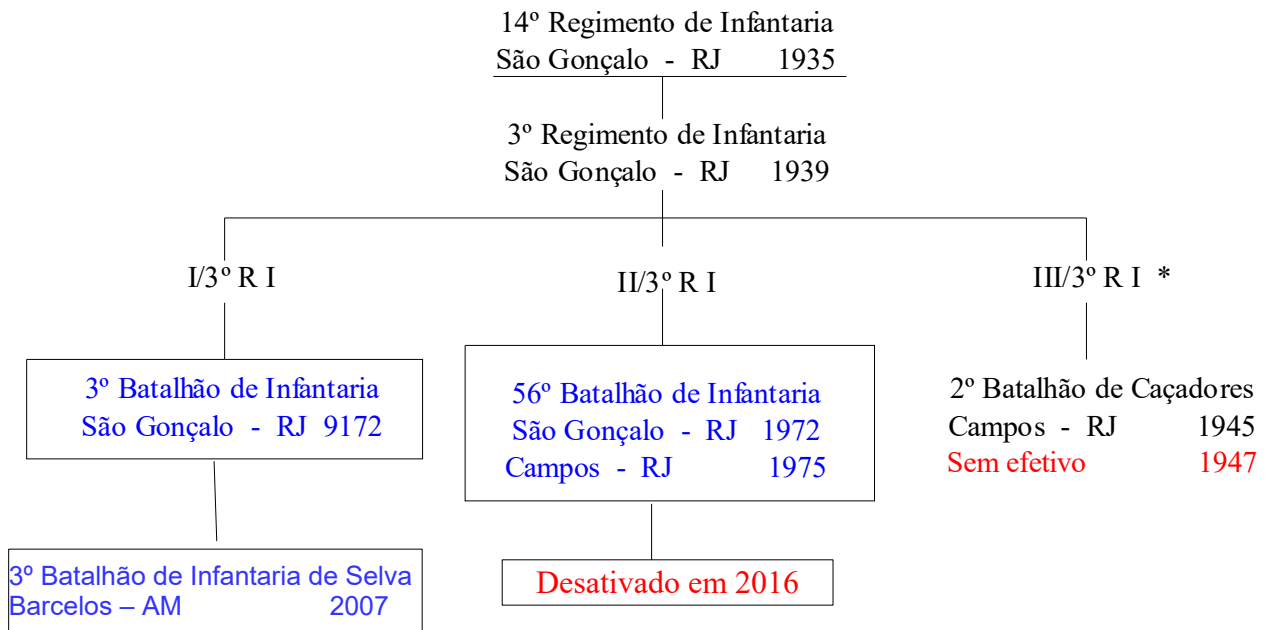 14º Regimento de Infantaria
São Gonçalo - RJ 1935
3º Regimento de Infantaria
São Gonçalo - RJ 1939
I/3º R I
II/3º R I
III/3º R I *
3º Batalhão de Infantaria
São Gonçalo - RJ 9172
56º Batalhão de Infantaria
São Gonçalo - RJ 1972
Campos - RJ 1975
2º Batalhão de Caçadores
Campos - RJ 1945
Sem efetivo 1947
3º Batalhão de Infantaria de Selva
Barcelos – AM 2007
Desativado em 2016